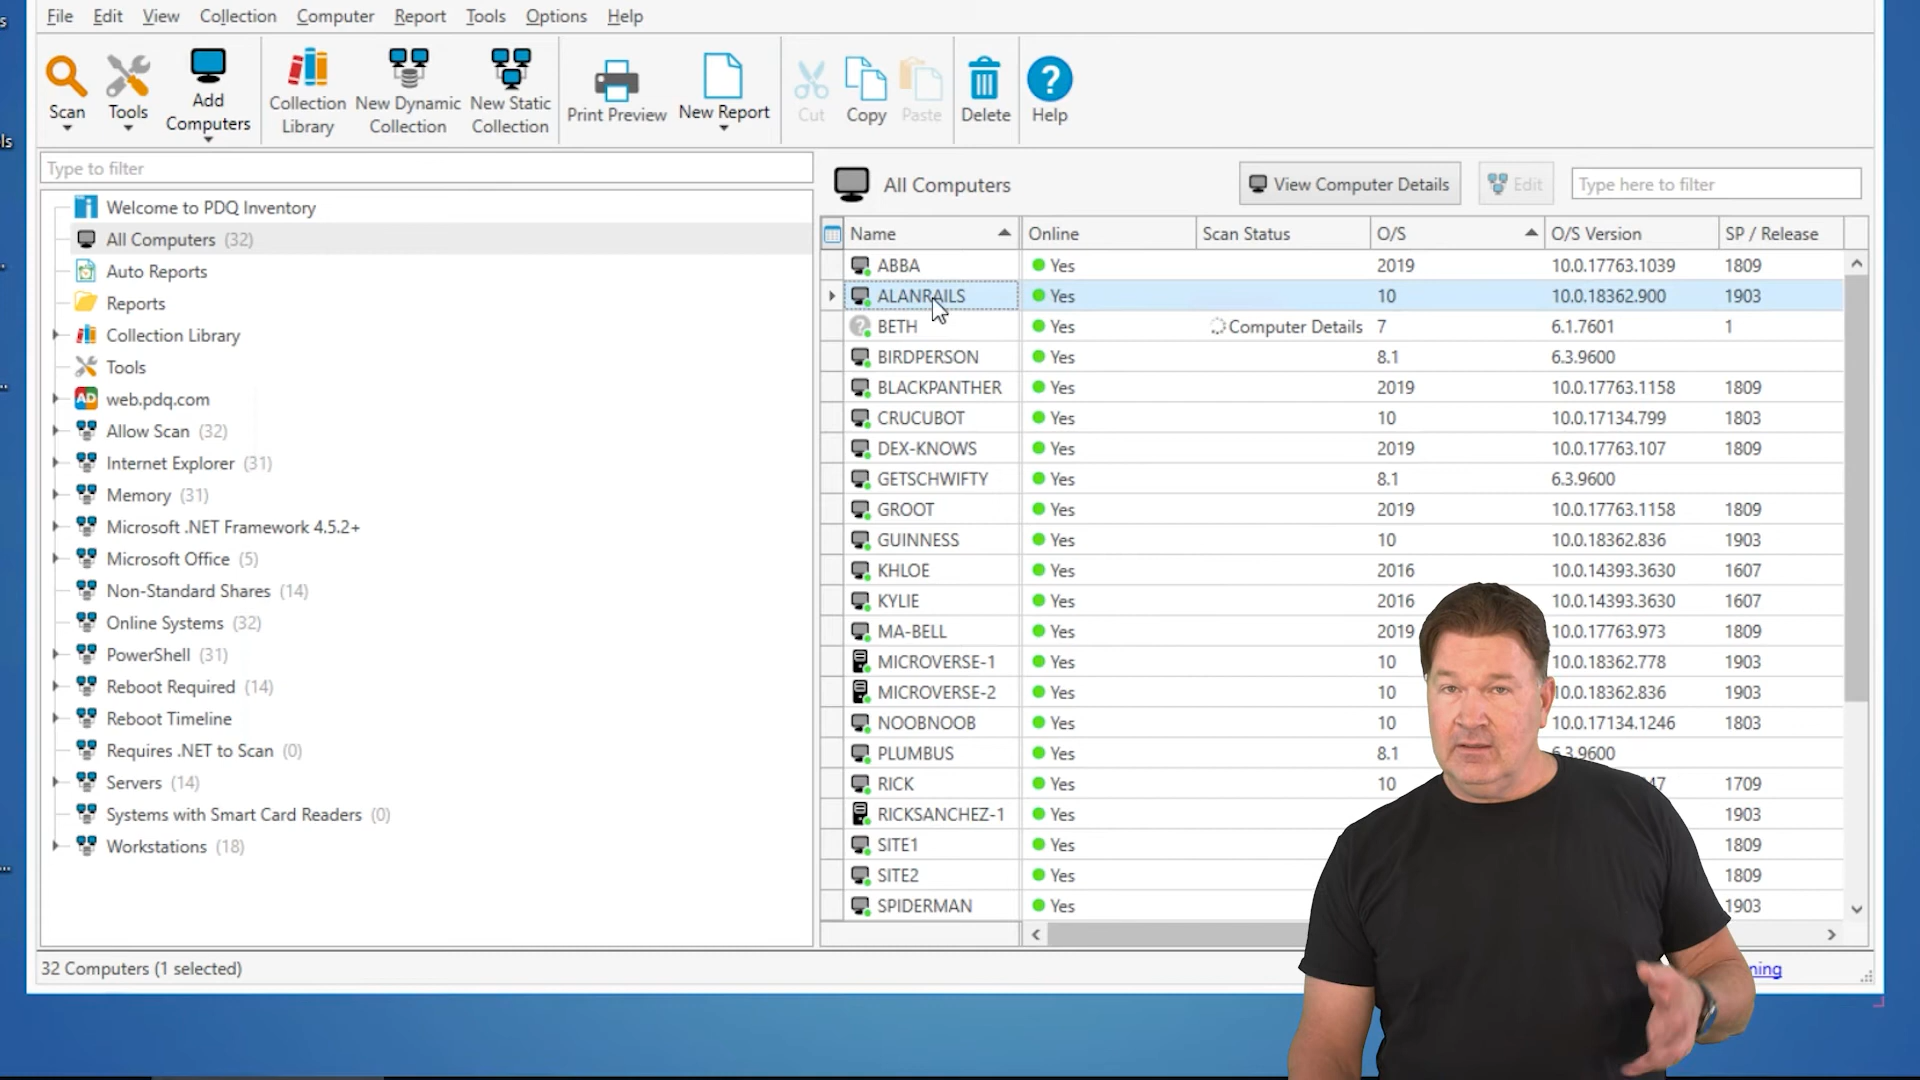 File Edit View Collection Computer Report Tools Options Help
Scan Tools Add Computers Collection Library New Dynamic Collection New Static Collection Print Preview New Report Cut Copy Paste Delete Help
Type to filter
Welcome to PDQ Inventory
All Computers (32)
Auto Reports
Reports
Collection Library
Tools
AD web.pdq.com
Allow Scan (32)
Internet Explorer (31)
Memory (31)
Microsoft .NET Framework 4.5.2+
Microsoft Office (5)
Non-Standard Shares (14)
Online Systems (32)
PowerShell (31)
Reboot Required (14)
Reboot Timeline
Requires .NET to Scan (0)
Servers (14)
Systems with Smart Card Readers (0)
Workstations (18)
All Computers View Computer Details Edit Type here to filter
Name Online Scan Status O/S O/S Version SP / Release
ABBA Yes 2019 10.0.17763.1039 1809
ALANRAILS Yes 10 10.0.18362.900 1903
BETH Yes Computer Details 7 6.1.7601 1
BIRDPERSON Yes 8.1 6.3.9600
BLACKPANTHER Yes 2019 10.0.17763.1158 1809
CRUCUBOT Yes 10 10.0.17134.799 1803
DEX-KNOWS Yes 2019 10.0.17763.107 1809
GETSCHWIFTY Yes 8.1 6.3.9600
GROOT Yes 2019 10.0.17763.1158 1809
GUINNESS Yes 10 10.0.18362.836 1903
KHLOE Yes 2016 10.0.14393.3630 1607
KYLIE Yes 2016 10.0.14393.3630 1607
MA-BELL Yes 2019 10.0.17763.973 1809
MICROVERSE-1 Yes 10 10.0.18362.778 1903
MICROVERSE-2 Yes 10 10.0.18362.836 1903
NOOBNOOB Yes 10 10.0.17134.1246 1803
PLUMBUS Yes 8.1 6.3.9600
RICK Yes 10 1709
RICKSANCHEZ-1 Yes 1903
SITE1 Yes 1809
SITE2 Yes 1809
SPIDERMAN Yes 1903
32 Computers (1 selected)